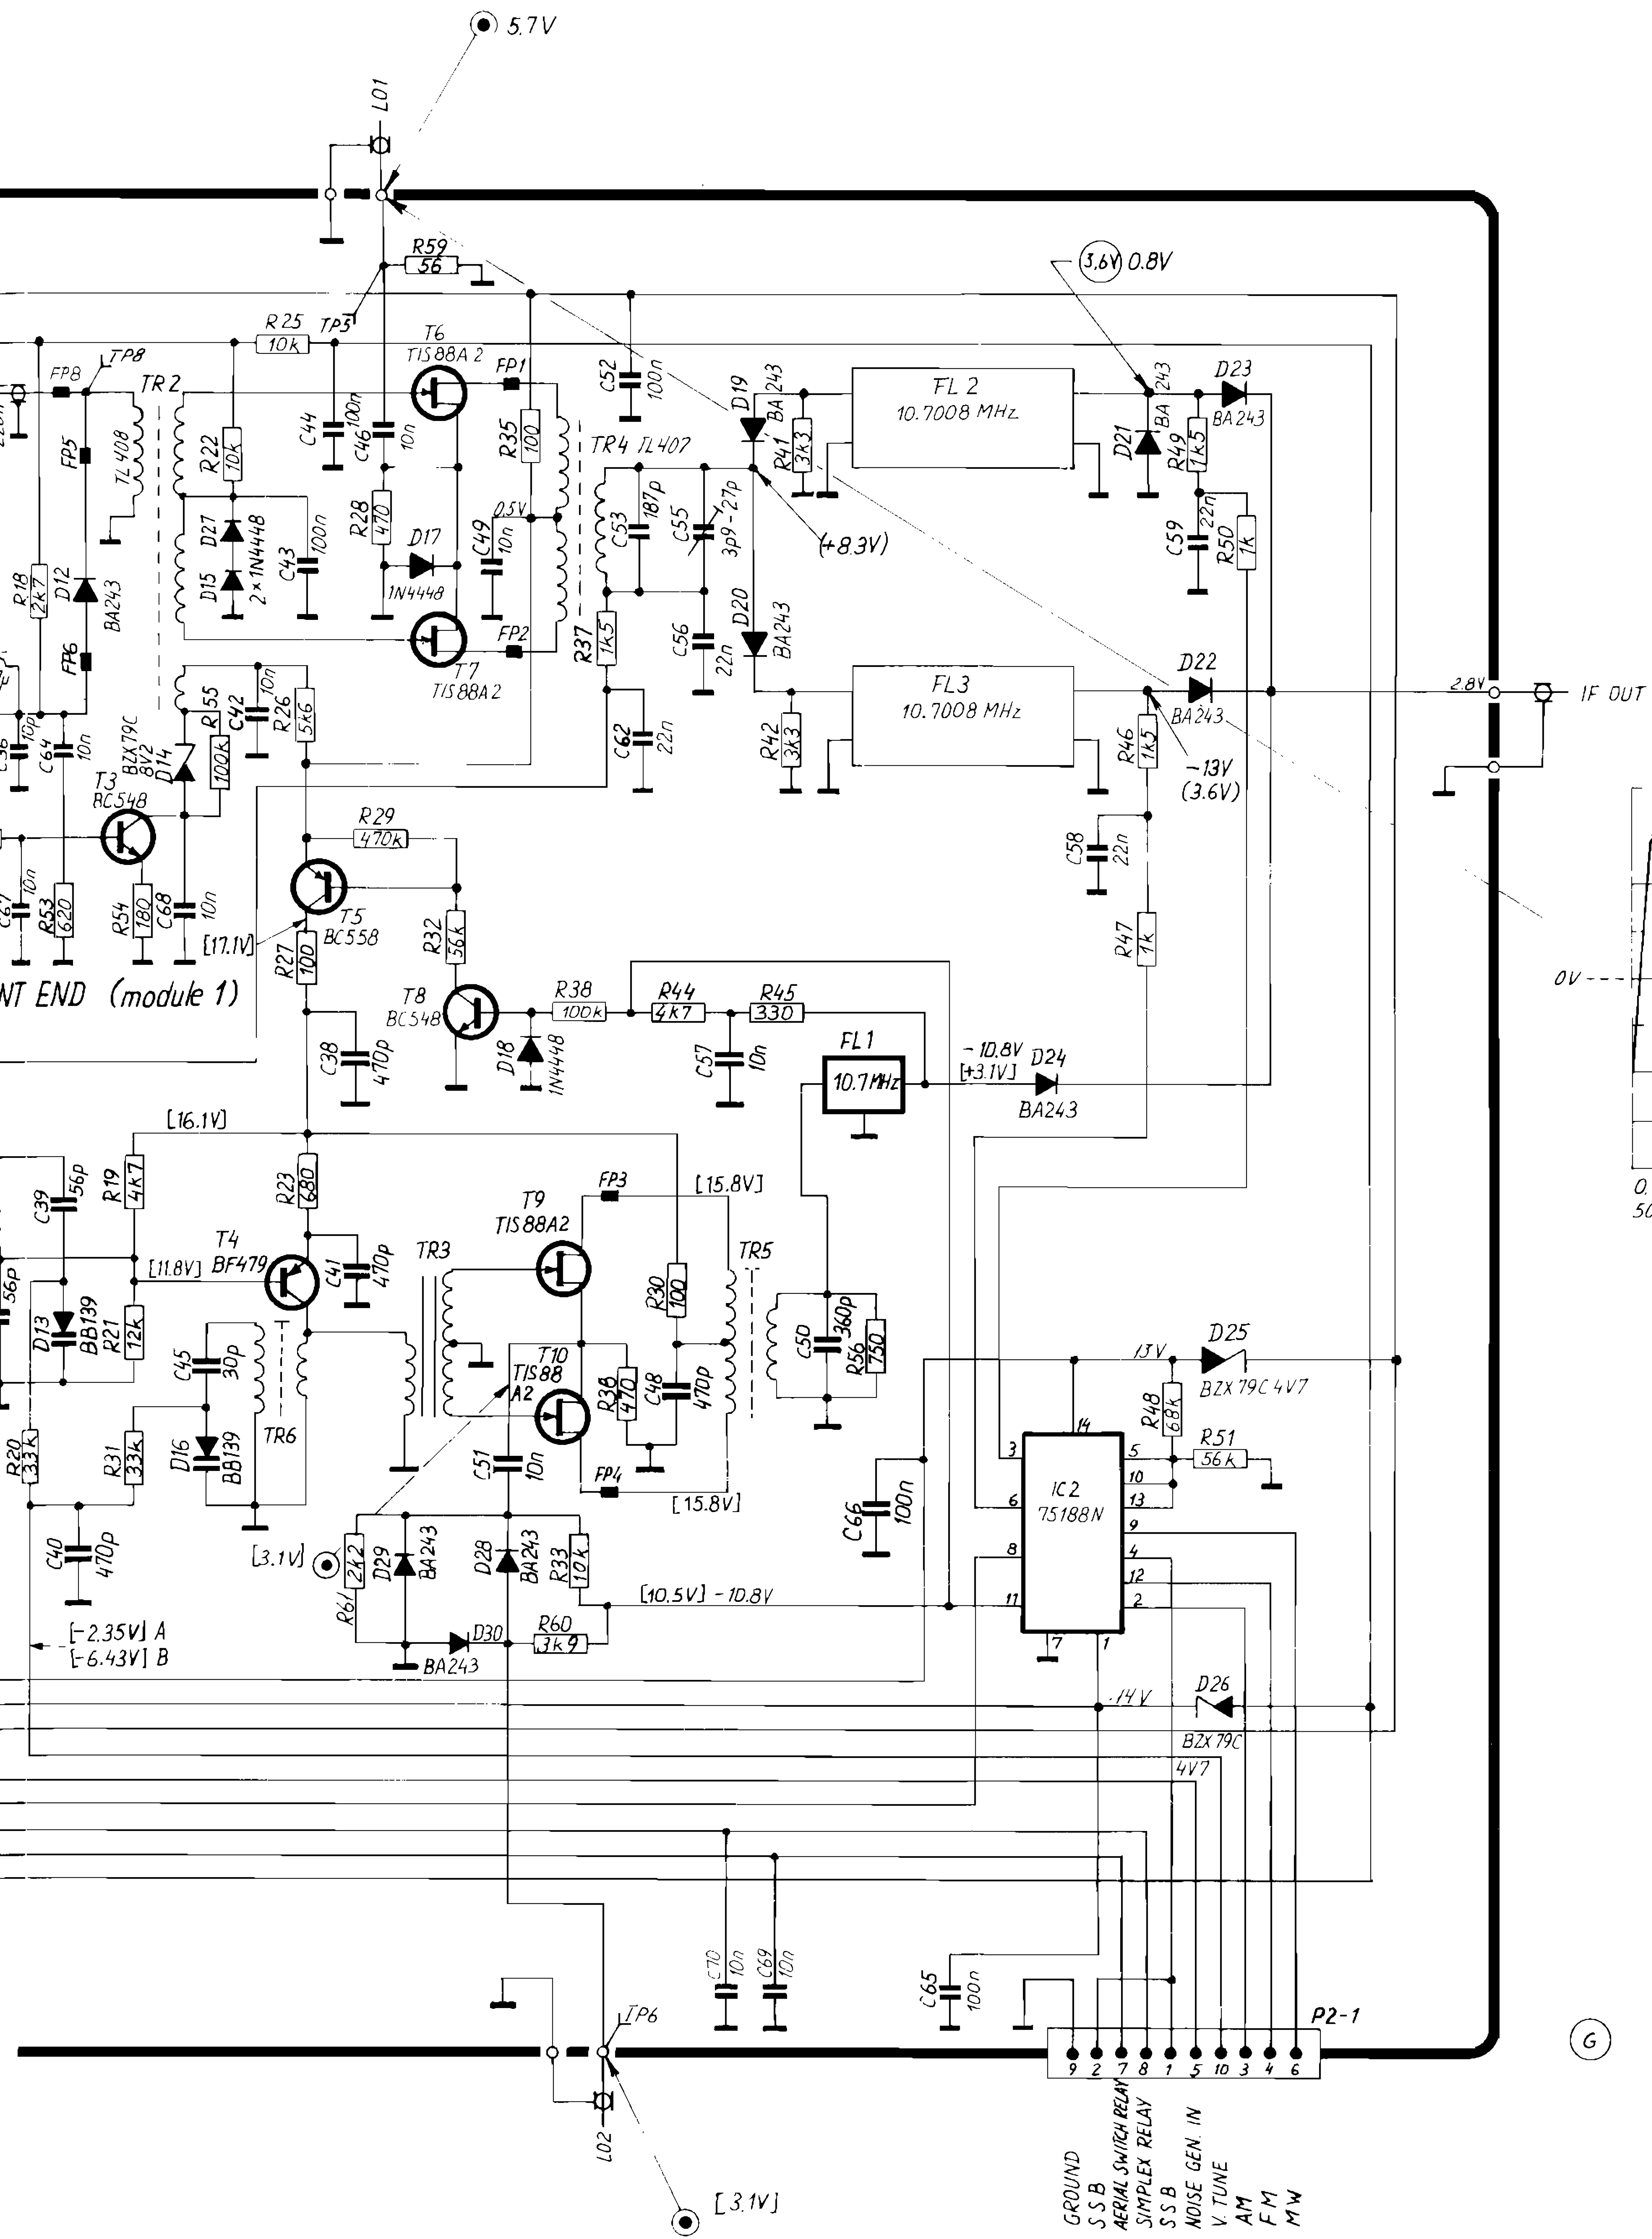 5.7V
LO1
R59
56
3,6V 0.8V
R25
10k
TP5
T6
TIS88A2
FP1
C52
100n
D19
BA243
FL2
10.7008 MHz
BA243
D23
BA243
FP8
TP8
TR2
FP5
TL408
R22
10k
C44
100n
C46
10n
R35
100
TR4 TL407
R41
3k3
D21
R49
1k5
R28
470
0.5V
D27
D15
2×1N4448
C43
100n
D17
1N4448
C49
10n
C53
187p
C55
3p9-27p
(+8.3V)
C59
22n
R50
1k
R18
2k7
D12
BA243
FP6
T7
TIS88A2
FP2
R37
1k5
C56
22n
D20
BA243
FL3
10.7008 MHz
D22
BA243
2.8V
IF OUT
10p
C64
10n
BZX79C
8V2
D14
R55
100k
C42
10n
R26
5k6
C62
22n
R42
3k3
R46
1k5
-13V
(3.6V)
T3
BC548
R29
470k
C58
22n
C67
10n
R53
620
R54
180
C68
10n
[17.1V]
T5
BC558
R27
100
R32
56k
R47
1k
0V
NT END (module 1)
T8
BC548
R38
100k
R44
4k7
R45
330
C38
470p
D18
1N4448
C57
10n
FL1
10.7MHz
-10.8V
[+3.1V]
D24
BA243
[16.1V]
C39
56p
R19
4k7
R23
680
FP3
[15.8V]
T9
TIS88A2
0,
50
56p
[11.8V]
T4
BF479
C41
470p
TR3
R30
100
TR5
D13
BB139
R21
12k
C45
30p
TR6
T10
TIS88
A2
R36
470
C48
470p
C50
360p
R56
750
13V
D25
BZX79C4V7
R48
68k
R51
56k
R20
33k
R31
33k
D16
BB139
C51
10n
FP4
[15.8V]
C66
100n
IC2
75188N
14
3
6
8
11
5
10
13
9
4
12
2
7
1
C40
470p
[3.1V]
R61
2k2
D29
BA243
D28
BA243
R33
10k
[10.5V] -10.8V
[-2.35V] A
[-6.43V] B
D30
BA243
R60
3k9
-14V
D26
BZX79C
4V7
C70
10n
C69
10n
C65
100n
TP6
LO2
[3.1V]
P2-1
9 2 7 8 1 5 10 3 4 6
GROUND
SSB
AERIAL SWITCH RELAY
SIMPLEX RELAY
SSB
NOISE GEN. IN
V. TUNE
AM
FM
MW
G